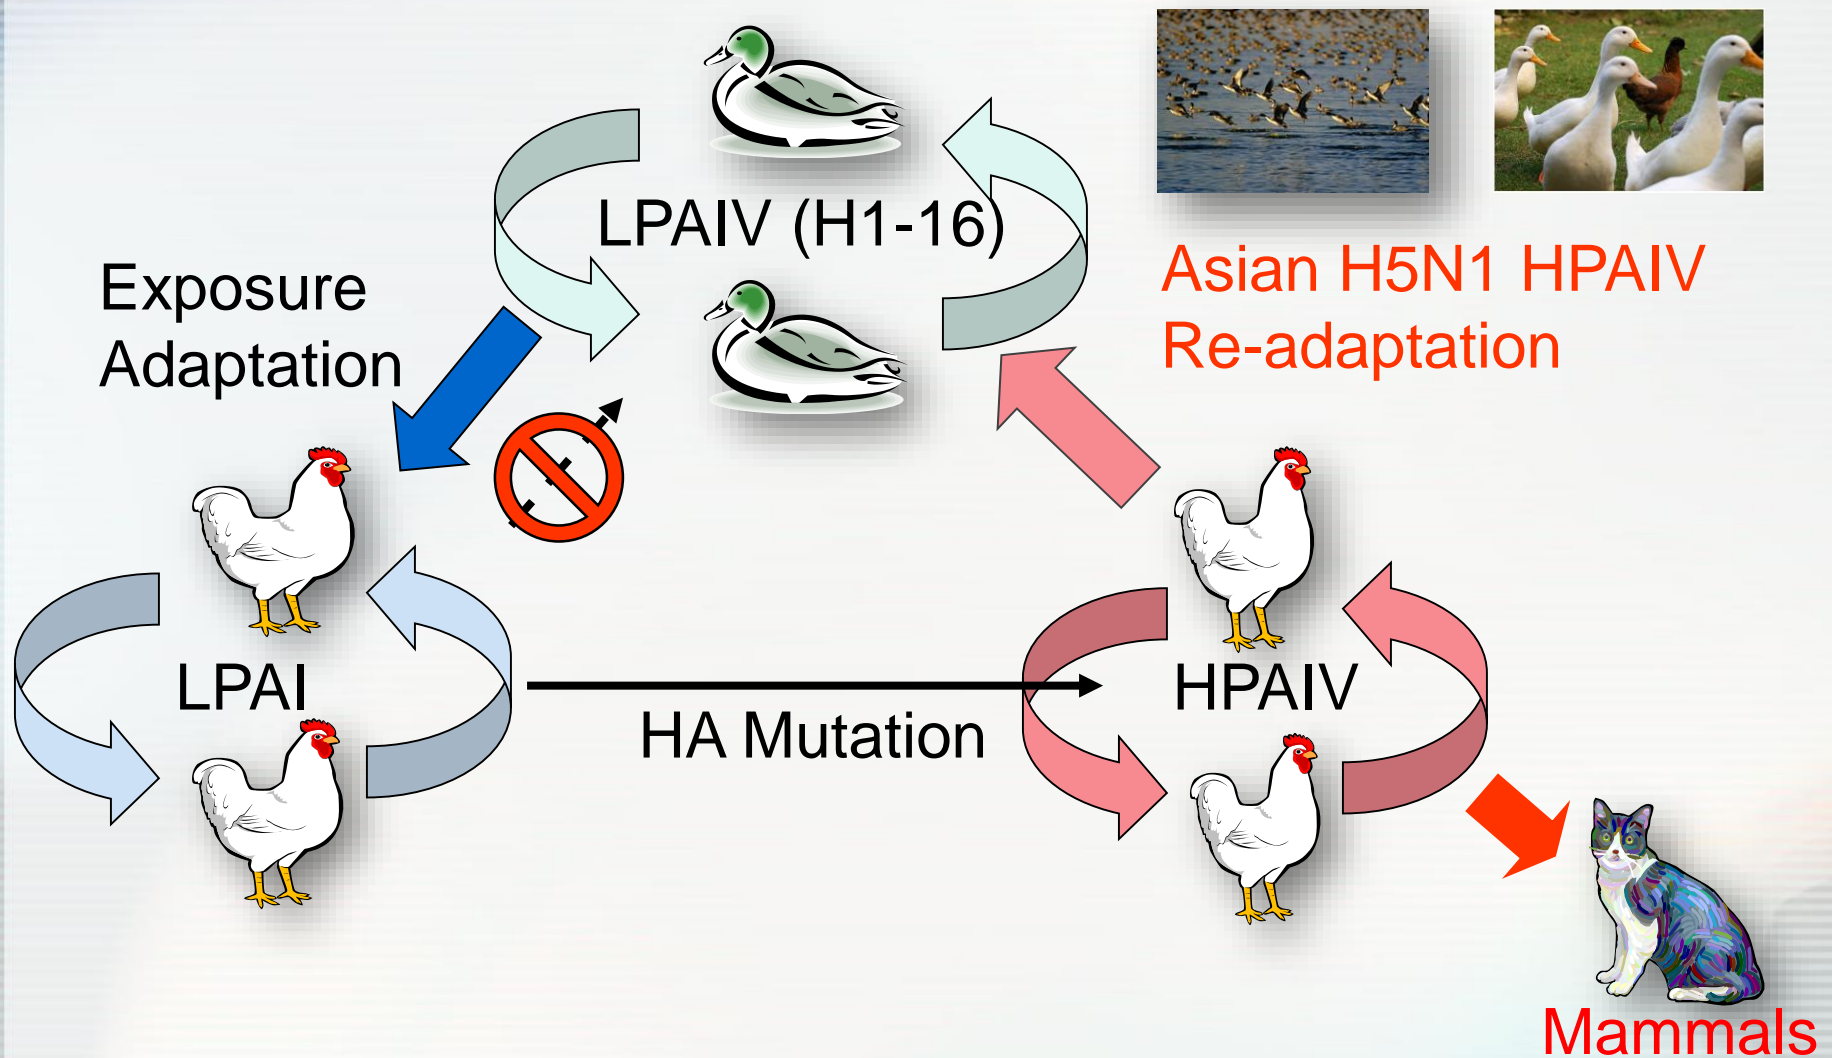 LPAIV (H1-16)
Exposure
Adaptation
Asian H5N1 HPAIV
Re-adaptation
LPAI
HA Mutation
HPAIV
Mammals